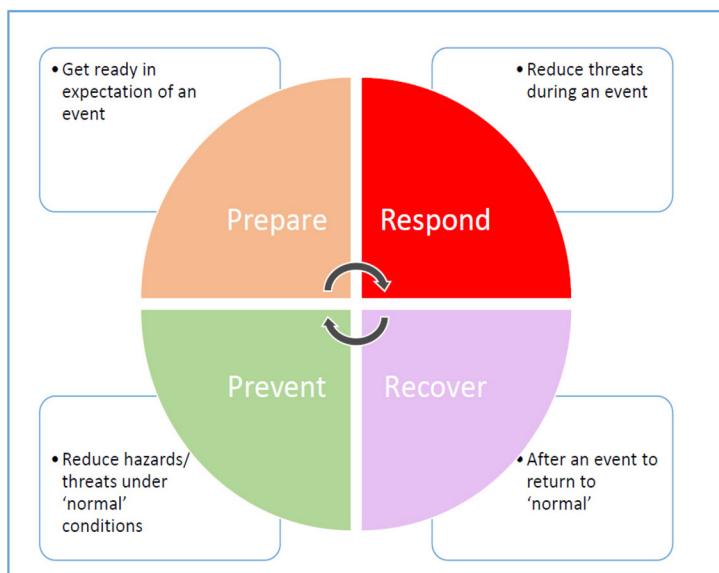 • Get ready in
expectation of an
event
• Reduce threats
during an event
Prepare
Respond
Prevent
Recover
• Reduce hazards/
threats under
‘normal’
conditions
• After an event to
return to
‘normal’